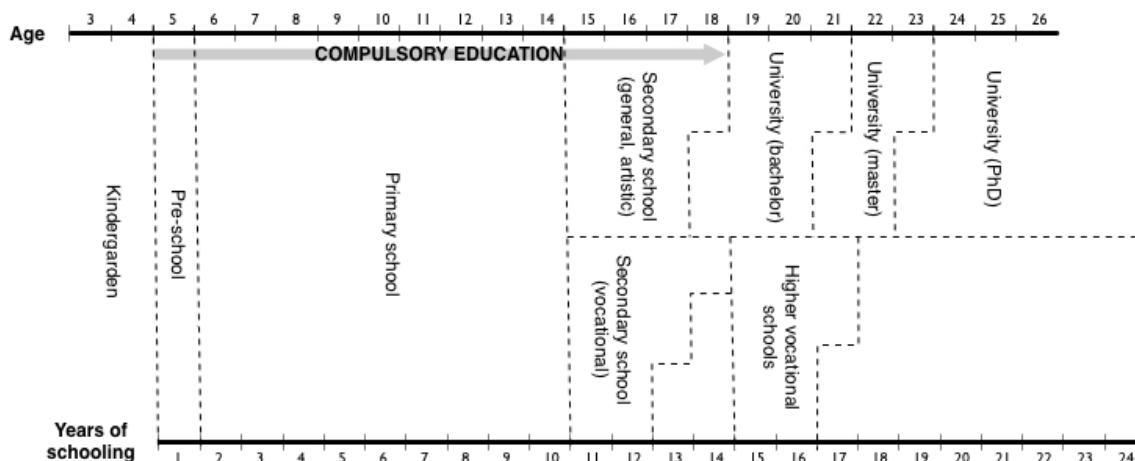 3 4 5 6 7 8 9 10 11 12 13 14 15 16 17 18 19 20 21 22 23 24 25 26
Age
COMPULSORY EDUCATION
Kindergarden
Pre-school
Primary school
Secondary school
(general, artistic)
University (bachelor)
University (master)
University (PhD)
Secondary school
(vocational)
Higher vocational
schools
Years of
schooling
1 2 3 4 5 6 7 8 9 10 11 12 13 14 15 16 17 18 19 20 21 22 23 24